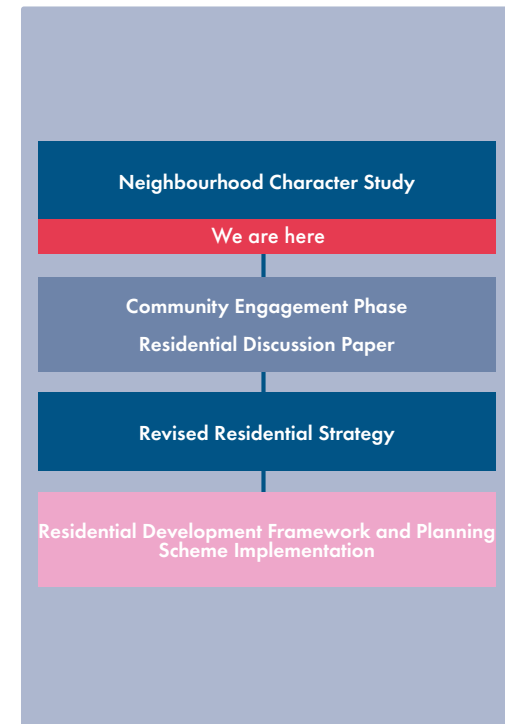 Neighbourhood Character Study
We are here
Community Engagement Phase
Residential Discussion Paper
Revised Residential Strategy
Residential Development Framework and Planning
Scheme Implementation